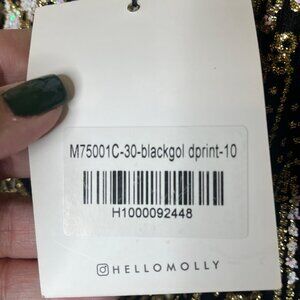 M75001C-30-blackgol dprint-10
H1000092448
HELLOMOLLY